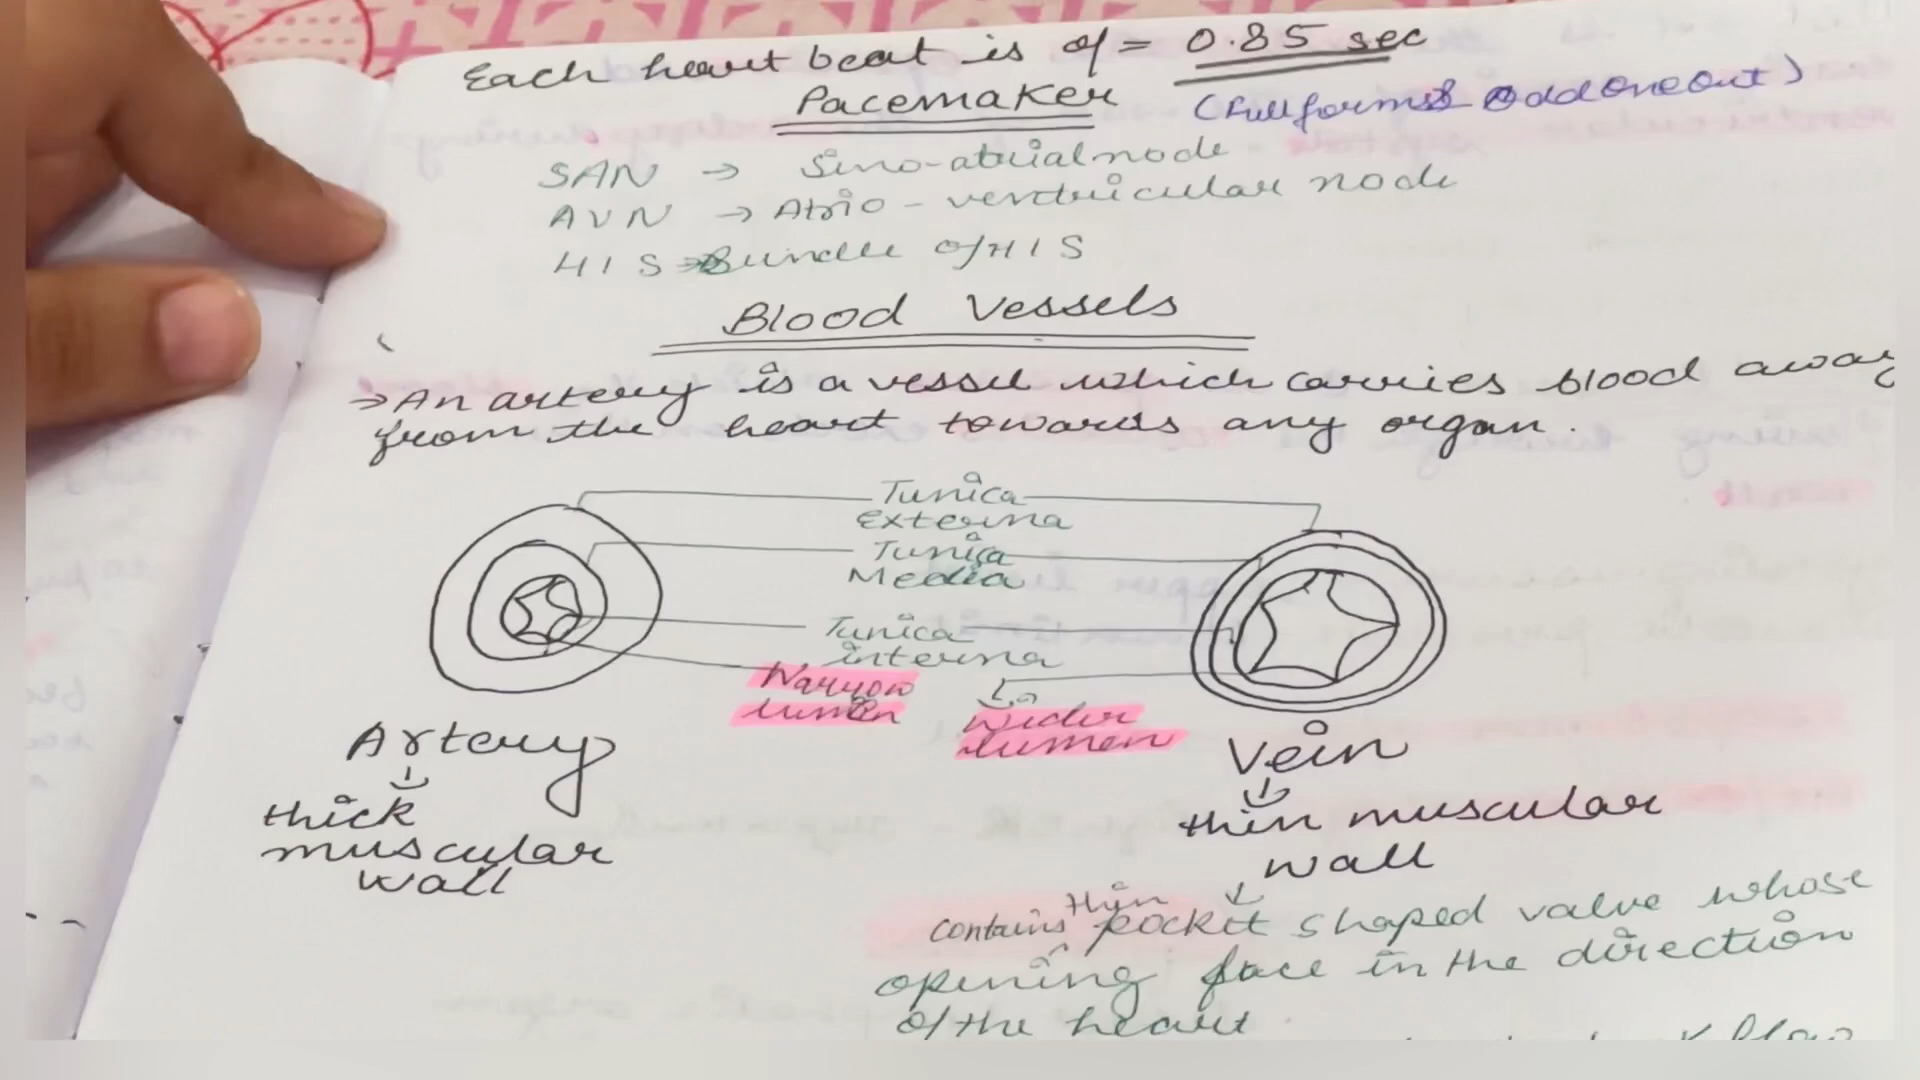 Each heart beat is of = 0.85 sec
Pacemaker
(Full forms & Odd one out)
SAN → Sino-atrial node
AVN → Atrio-ventricular node
HIS → Bundle of HIS
Blood Vessels
→ An artery is a vessel which carries blood away
from the heart towards any organ.
Tunica
Externa
Tunica
Media
Tunica
interna
Narrow
lumen
Wider
lumen
Artery
thick
muscular
wall
Vein
thin muscular
wall
contains thin pocket shaped valve whose
opening face in the direction
of the heart